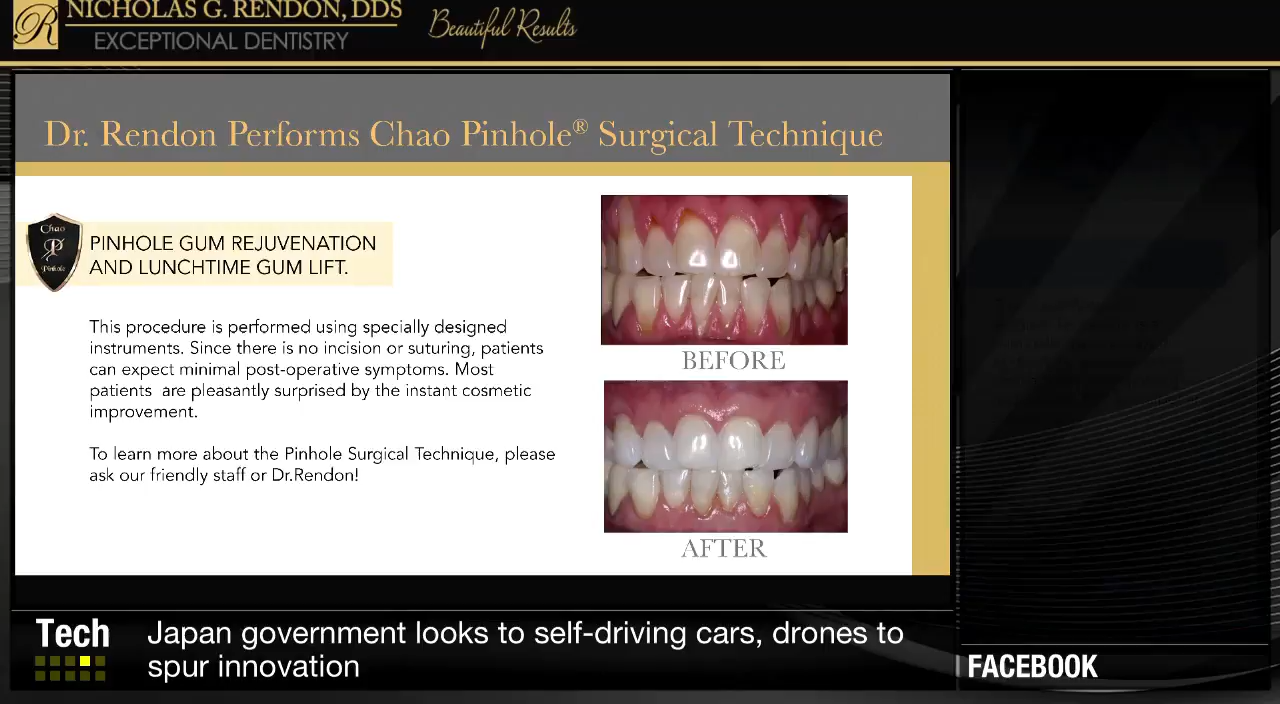 NICHOLAS G. RENDON, DDS
EXCEPTIONAL DENTISTRY
R
Beautiful Results
Dr. Rendon Performs Chao Pinhole® Surgical Technique
Chao
P
Pinhole
PINHOLE GUM REJUVENATION
AND LUNCHTIME GUM LIFT.
This procedure is performed using specially designed
instruments. Since there is no incision or suturing, patients
can expect minimal post-operative symptoms. Most
patients are pleasantly surprised by the instant cosmetic
improvement.
To learn more about the Pinhole Surgical Technique, please
ask our friendly staff or Dr.Rendon!
BEFORE
AFTER
Tech
Japan government looks to self-driving cars, drones to
spur innovation
FACEBOOK